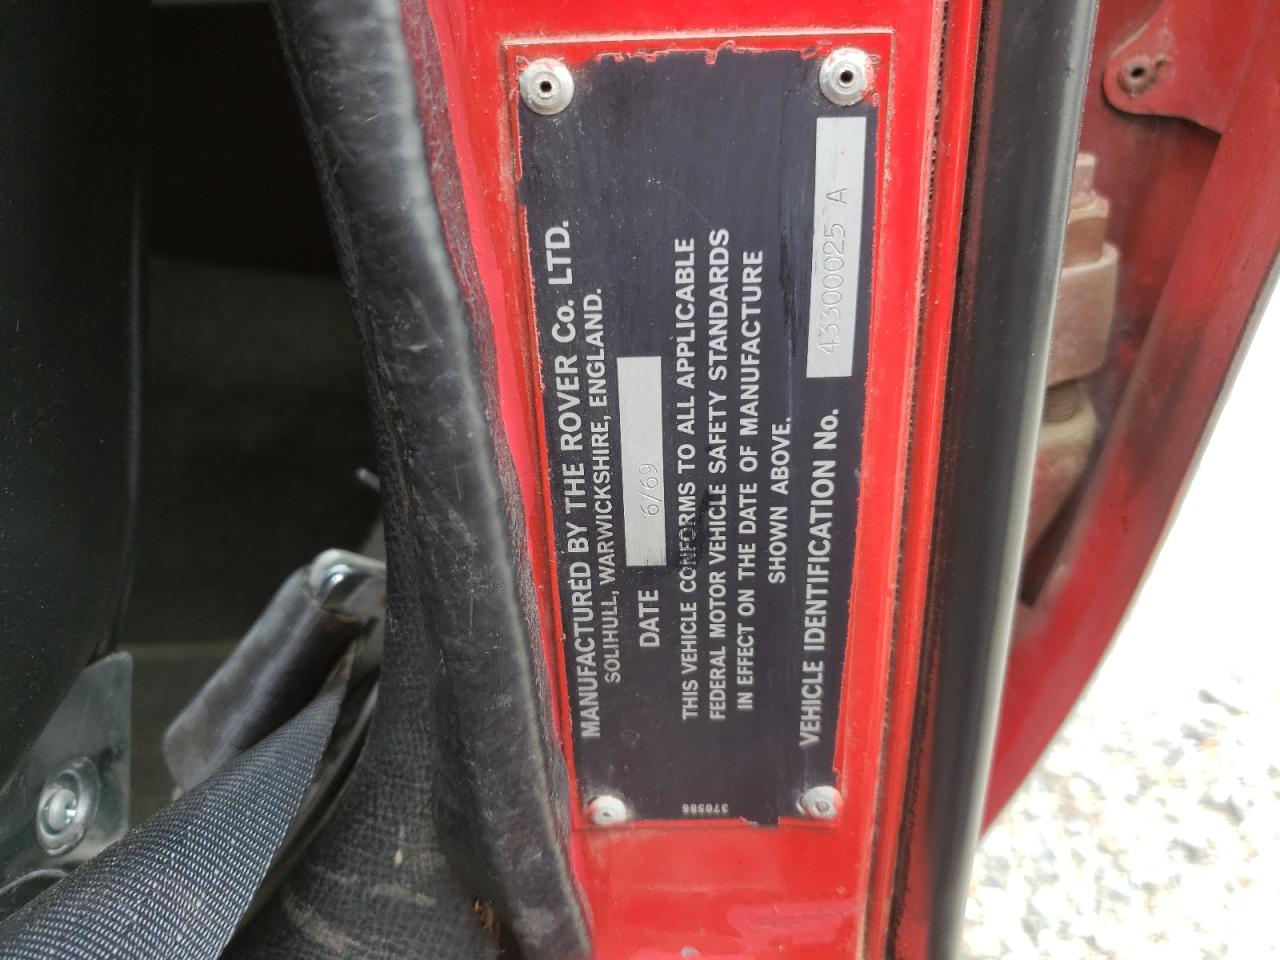 MANUFACTURED BY THE ROVER Co. LTD.
SOLIHULL, WARWICKSHIRE, ENGLAND.
DATE 6/69
THIS VEHICLE CONFORMS TO ALL APPLICABLE
FEDERAL MOTOR VEHICLE SAFETY STANDARDS
IN EFFECT ON THE DATE OF MANUFACTURE
SHOWN ABOVE.
VEHICLE IDENTIFICATION No. 43300025 A
370586